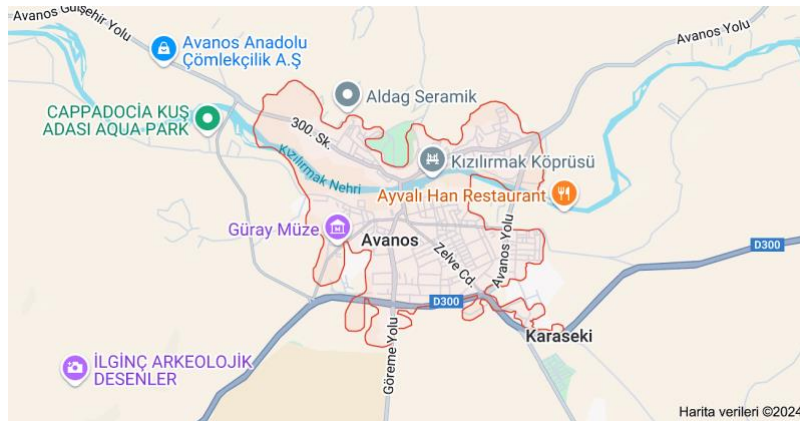 Avanos Gülşehir Yolu
Avanos Anadolu
Çömlekçilik A.Ş
Avanos Yolu
Aldag Seramik
CAPPADOCİA KUŞ
ADASI AQUA PARK
300. Sk.
Kızılırmak Köprüsü
Kızılırmak Nehri
Ayvalı Han Restaurant
Güray Müze
Avanos
Zelve Cd.
Avanos Yolu
D300
D300
Karaseki
Göreme Yolu
İLGİNÇ ARKEOLOJİK
DESENLER
Harita verileri ©2024